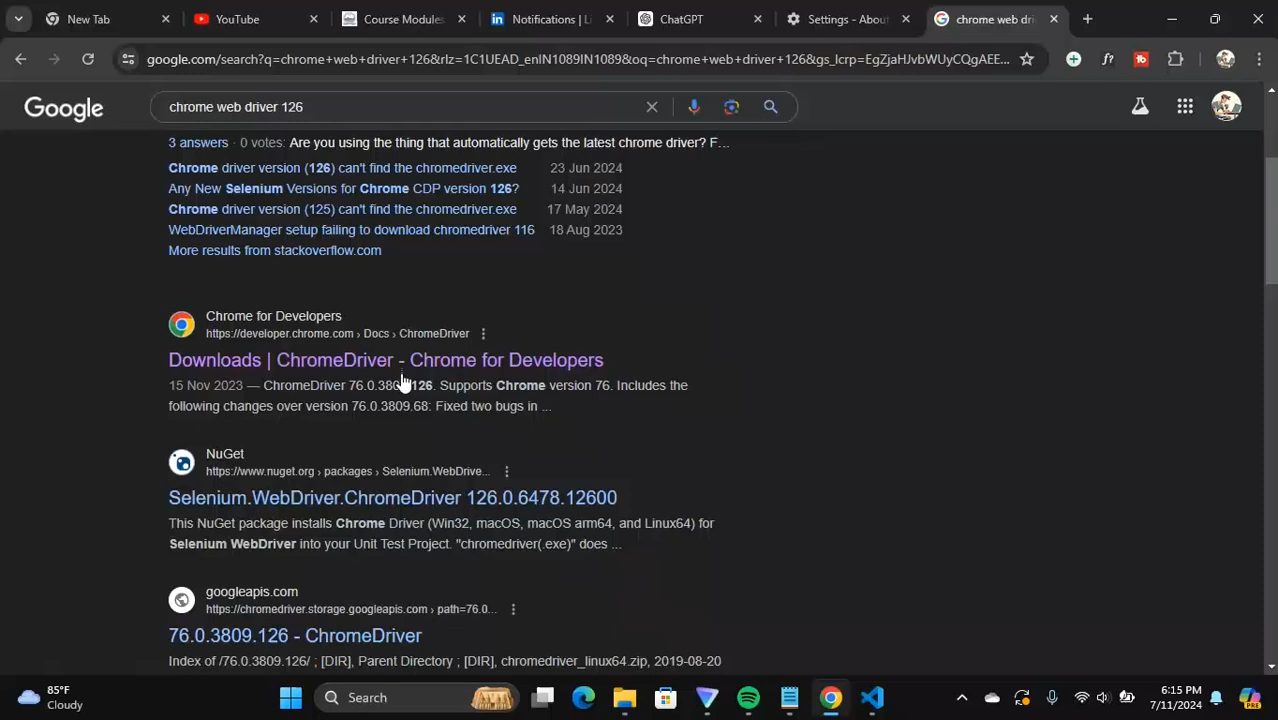 New Tab
YouTube
Course Modules
Notifications | Li
ChatGPT
Settings - About
chrome web dri
google.com/search?q=chrome+web+driver+126&rlz=1C1UEAD_enIN1089IN1089&oq=chrome+web+driver+126&gs_lcrp=EgZjaHJvbWUyCQgAEE...
Google
chrome web driver 126
3 answers · 0 votes: Are you using the thing that automatically gets the latest chrome driver? F…
Chrome driver version (126) can't find the chromedriver.exe 23 Jun 2024
Any New Selenium Versions for Chrome CDP version 126? 14 Jun 2024
Chrome driver version (125) can't find the chromedriver.exe 17 May 2024
WebDriverManager setup failing to download chromedriver 116 18 Aug 2023
More results from stackoverflow.com
Chrome for Developers
https://developer.chrome.com › Docs › ChromeDriver
Downloads | ChromeDriver - Chrome for Developers
15 Nov 2023 — ChromeDriver 76.0.3809.126. Supports Chrome version 76. Includes the
following changes over version 76.0.3809.68: Fixed two bugs in ...
NuGet
https://www.nuget.org › packages › Selenium.WebDrive...
Selenium.WebDriver.ChromeDriver 126.0.6478.12600
This NuGet package installs Chrome Driver (Win32, macOS, macOS arm64, and Linux64) for
Selenium WebDriver into your Unit Test Project. "chromedriver(.exe)" does ...
googleapis.com
https://chromedriver.storage.googleapis.com › path=76.0...
76.0.3809.126 - ChromeDriver
Index of /76.0.3809.126/ ; [DIR], Parent Directory ; [DIR], chromedriver_linux64.zip, 2019-08-20
85°F
Cloudy
Search
6:15 PM
7/11/2024